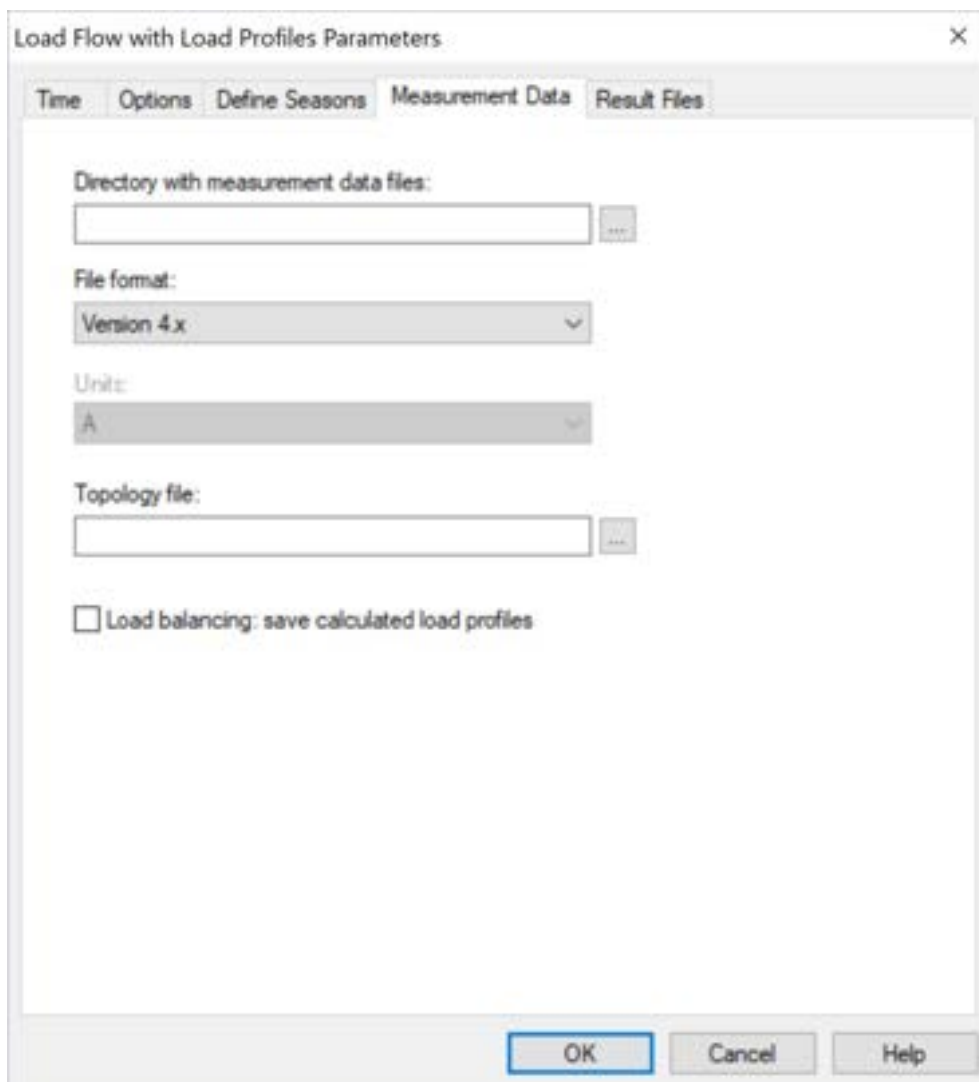 Load Flow with Load Profiles Parameters
Time Options Define Seasons Measurement Data Result Files
Directory with measurement data files:
...
File format:
Version 4.x
Units:
A
Topology file:
...
Load balancing: save calculated load profiles
OK Cancel Help